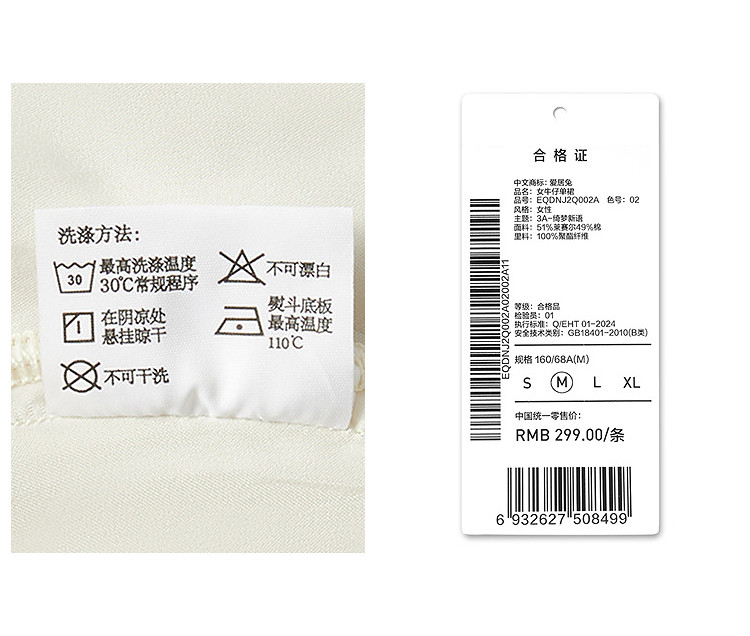 洗涤方法:
30
最高洗涤温度
30℃常规程序
不可漂白
在阴凉处
悬挂晾干
熨斗底板
最高温度
110℃
不可干洗
合格证
中文商标: 爱居兔
品名: 女牛仔单裙
品号: EQDNJ2Q002A 色号: 02
风格: 女性
主题: 3A-绮梦新语
面料: 51%莱赛尔49%棉
里料: 100%聚酯纤维
EQDNJ2Q002A02002A11
等级: 合格品
检验员: 01
执行标准: Q/EHT 01-2024
安全技术类别: GB18401-2010(B类)
规格 160/68A(M)
S M L XL
中国统一零售价:
RMB 299.00/条
6 932627 508499